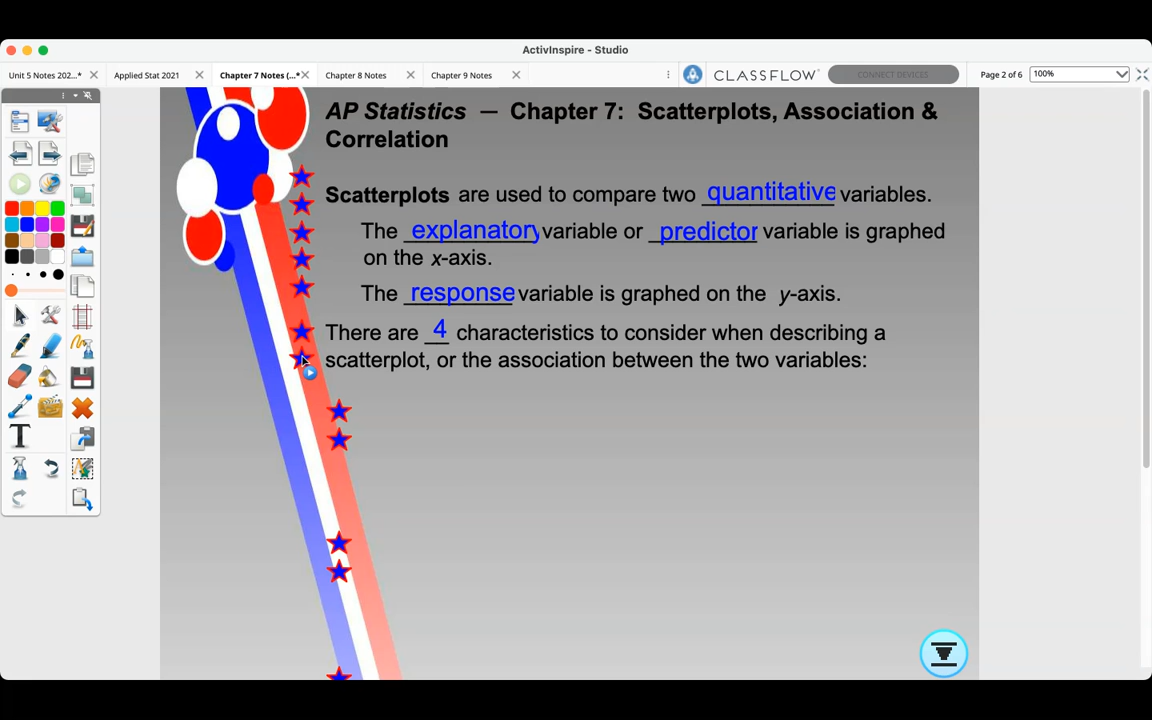 ActivInspire - Studio
Unit 5 Notes 202...*
Applied Stat 2021
Chapter 7 Notes (...*
Chapter 8 Notes
Chapter 9 Notes
CLASSFLOW
CONNECT DEVICES
Page 2 of 6
100%
AP Statistics — Chapter 7: Scatterplots, Association &
Correlation
Scatterplots are used to compare two quantitative variables.
The explanatory variable or predictor variable is graphed
on the x-axis.
The response variable is graphed on the y-axis.
There are 4 characteristics to consider when describing a
scatterplot, or the association between the two variables:
T